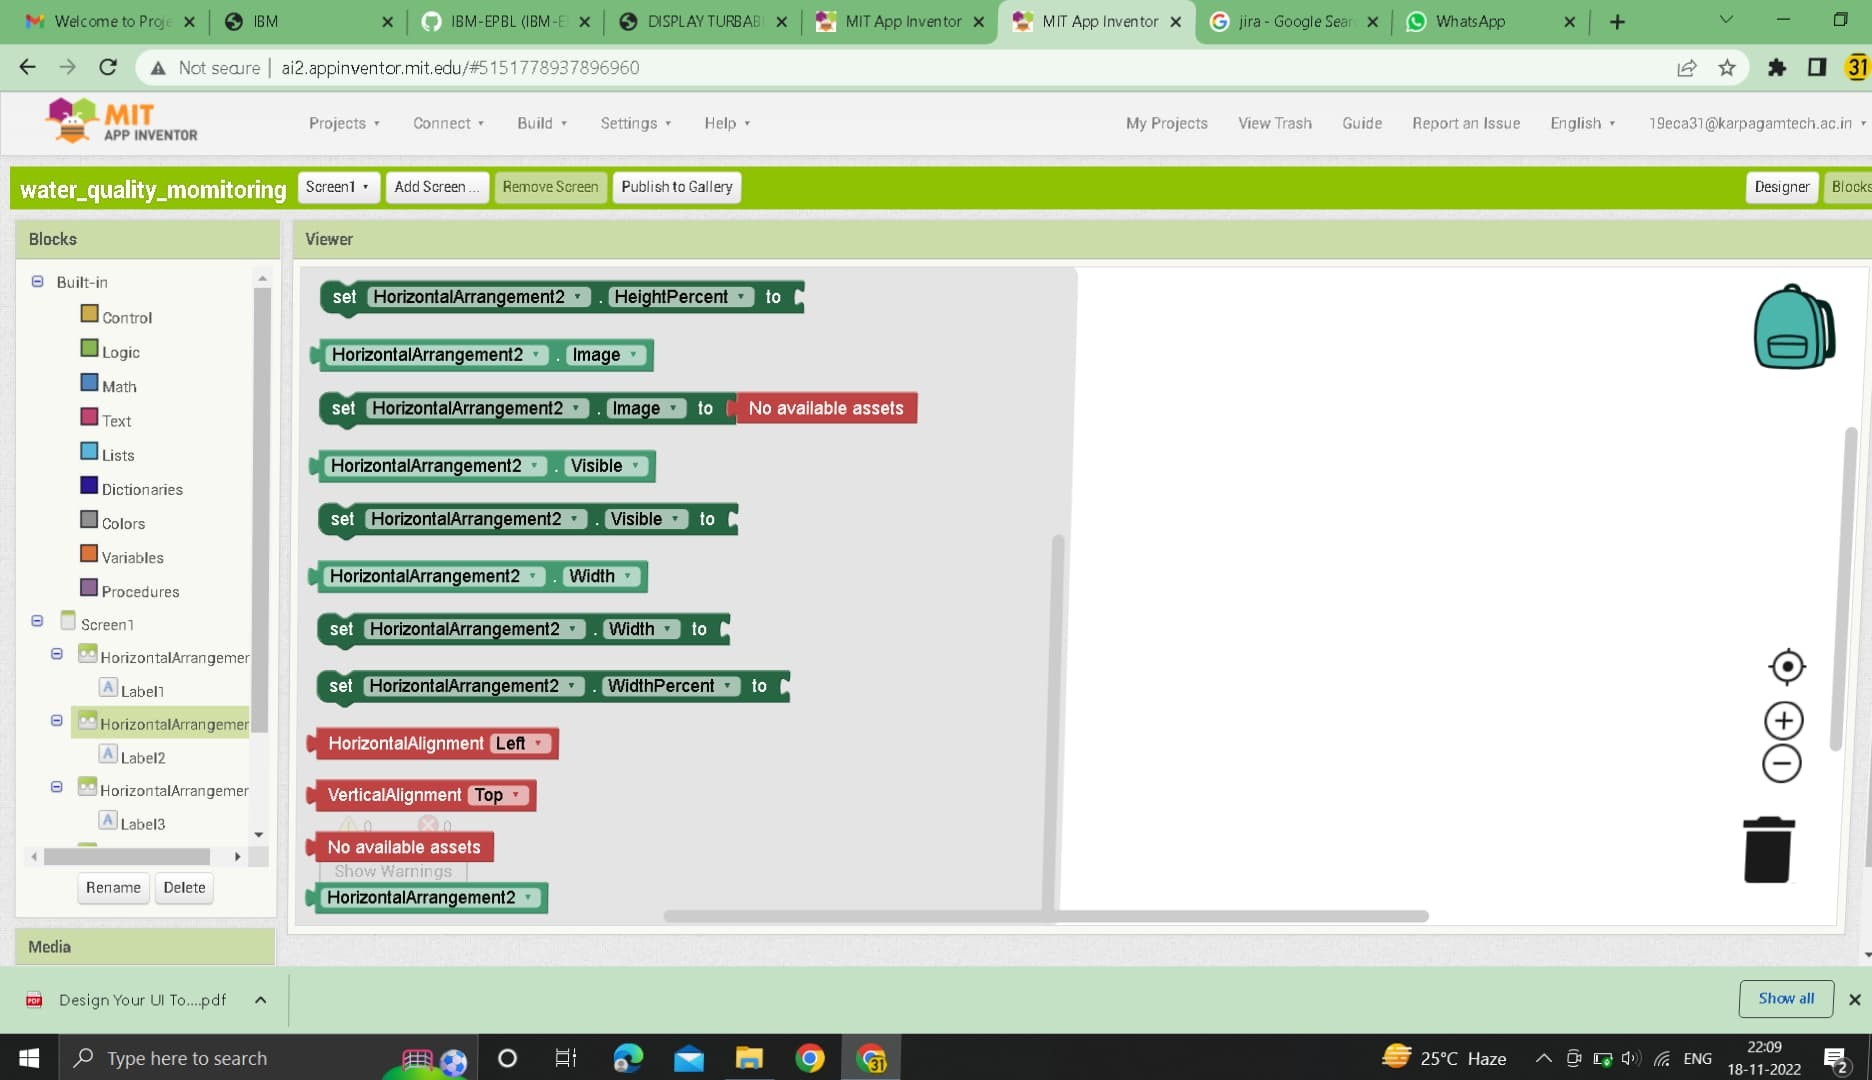 Welcome to Proje
IBM
IBM-EPBL (IBM-E
DISPLAY TURBAB
MIT App Inventor
MIT App Inventor
jira - Google Sear
WhatsApp
Not secure
ai2.appinventor.mit.edu/#5151778937896960
31
MIT
APP INVENTOR
Projects
Connect
Build
Settings
Help
My Projects
View Trash
Guide
Report an Issue
English
19eca31@karpagamtech.ac.in
water_quality_momitoring
Screen1
Add Screen ...
Remove Screen
Publish to Gallery
Designer
Blocks
Blocks
Viewer
Built-in
Control
Logic
Math
Text
Lists
Dictionaries
Colors
Variables
Procedures
Screen1
HorizontalArrangemer
A Label1
HorizontalArrangemer
A Label2
HorizontalArrangemer
A Label3
Rename
Delete
Media
set HorizontalArrangement2 . HeightPercent to
HorizontalArrangement2 . Image
set HorizontalArrangement2 . Image to No available assets
HorizontalArrangement2 . Visible
set HorizontalArrangement2 . Visible to
HorizontalArrangement2 . Width
set HorizontalArrangement2 . Width to
set HorizontalArrangement2 . WidthPercent to
HorizontalAlignment Left
VerticalAlignment Top
0 0
No available assets
Show Warnings
HorizontalArrangement2
PDF
Design Your UI To....pdf
Show all
Type here to search
31
25°C Haze
ENG
22:09
18-11-2022
2